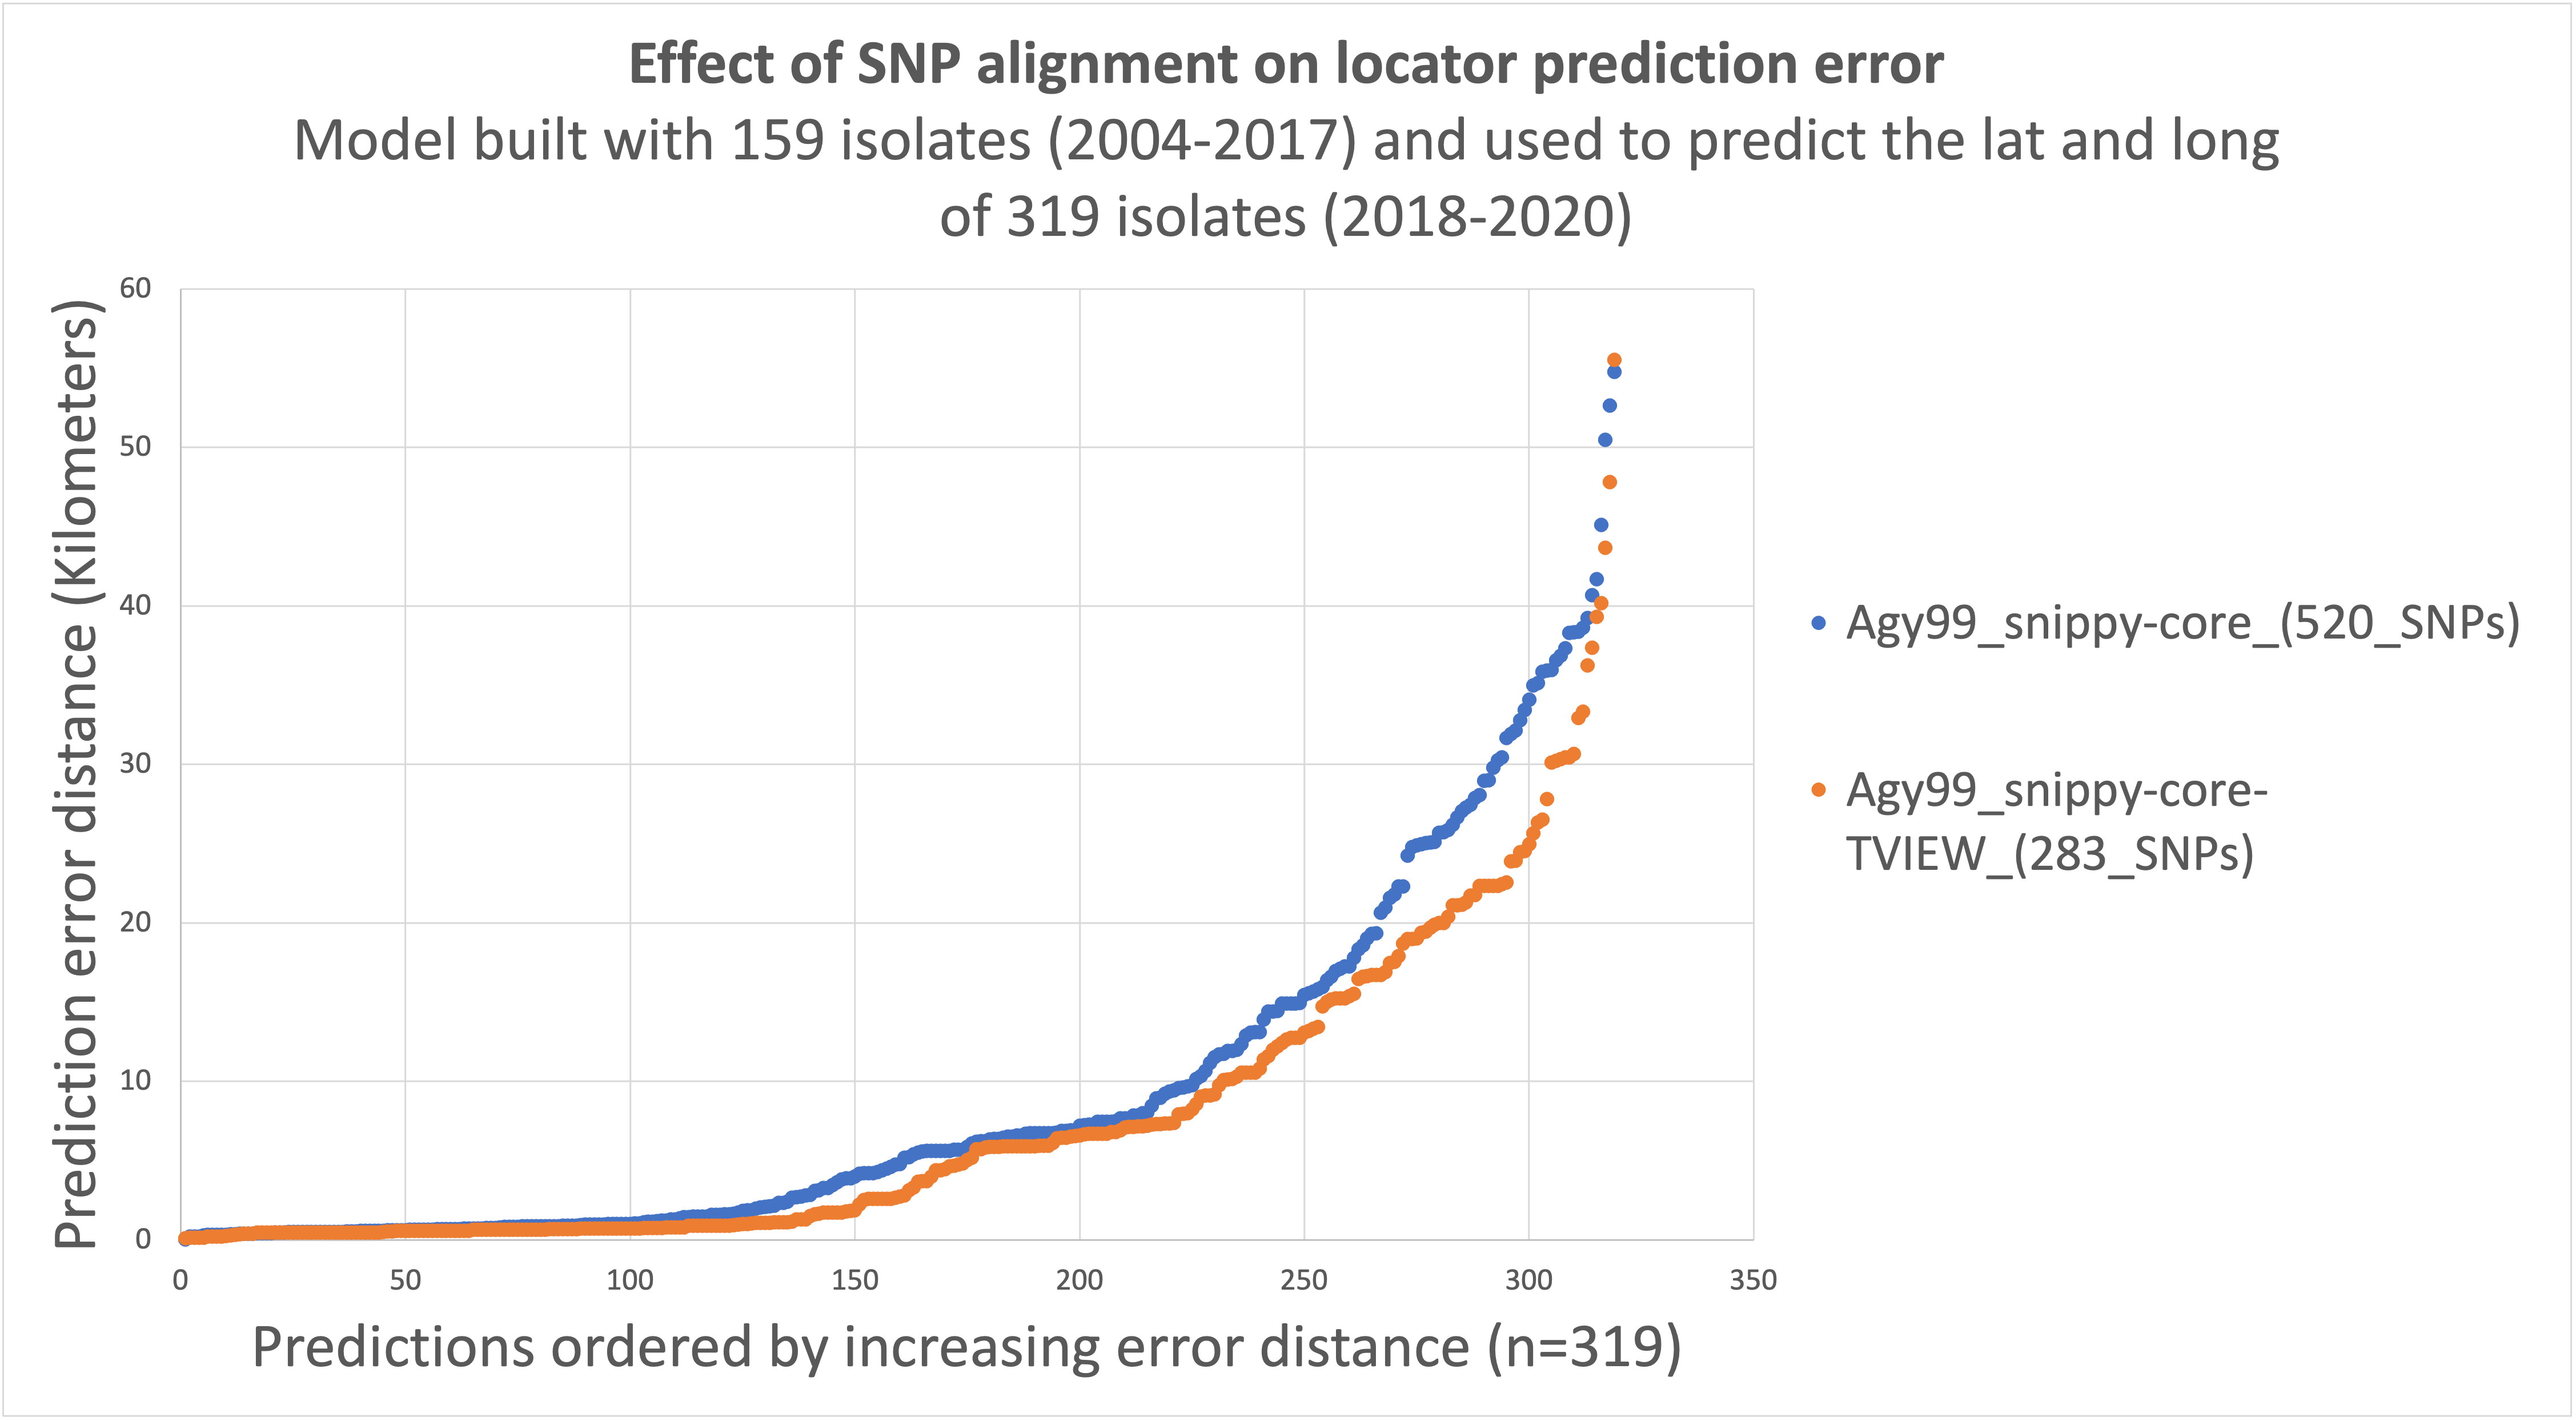 Effect of SNP alignment on locator prediction error
Model built with 159 isolates (2004-2017) and used to predict the lat and long
of 319 isolates (2018-2020)
Prediction error distance (Kilometers)
60
50
40
30
20
10
0
0 50 100 150 200 250 300 350
Predictions ordered by increasing error distance (n=319)
Agy99_snippy-core_(520_SNPs)
Agy99_snippy-core-
TVIEW_(283_SNPs)